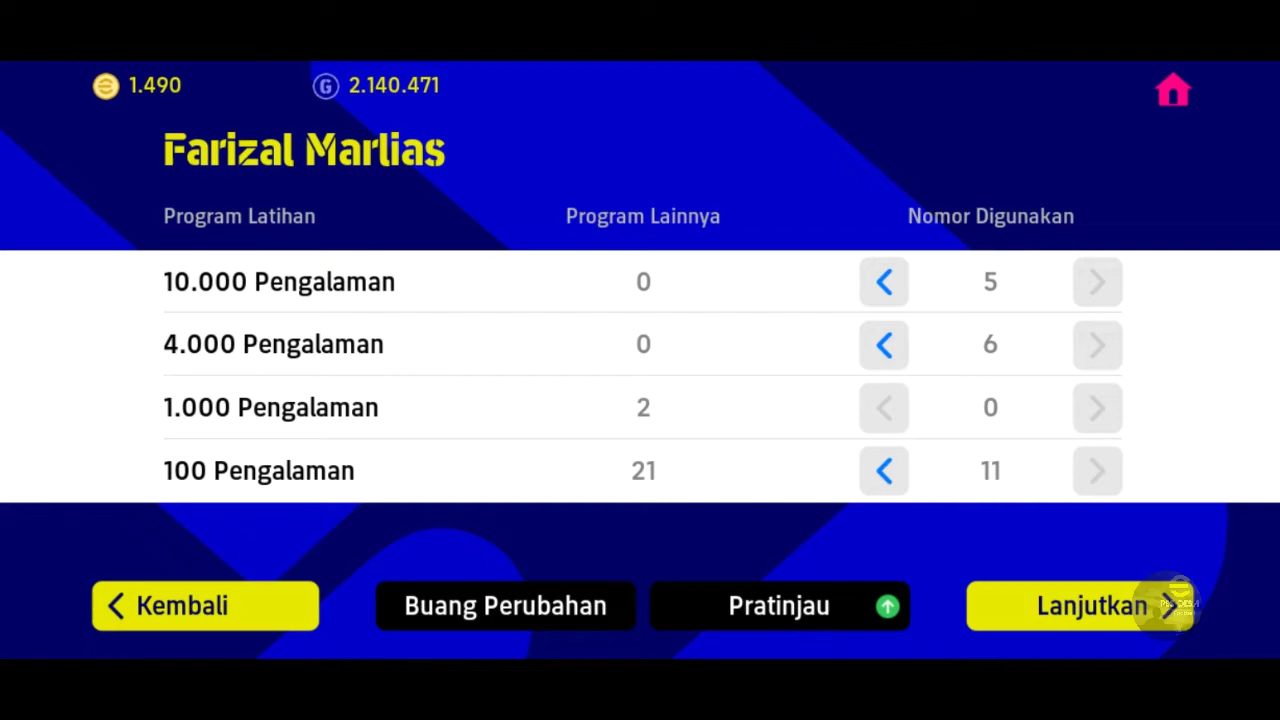 1.490 2.140.471
Farizal Marlias
Program Latihan Program Lainnya Nomor Digunakan
10.000 Pengalaman 0 5
4.000 Pengalaman 0 6
1.000 Pengalaman 2 0
100 Pengalaman 21 11
Kembali Buang Perubahan Pratinjau Lanjutkan